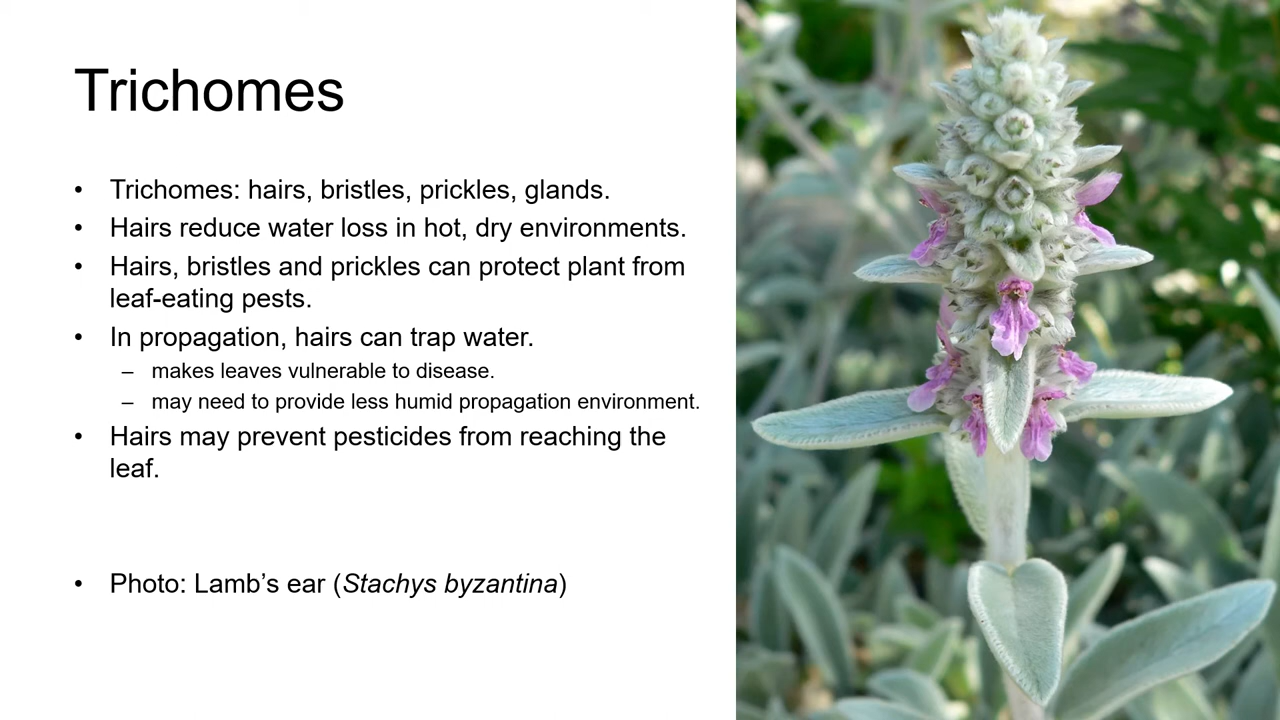 Trichomes
• Trichomes: hairs, bristles, prickles, glands.
• Hairs reduce water loss in hot, dry environments.
• Hairs, bristles and prickles can protect plant from
leaf-eating pests.
• In propagation, hairs can trap water.
– makes leaves vulnerable to disease.
– may need to provide less humid propagation environment.
• Hairs may prevent pesticides from reaching the
leaf.
• Photo: Lamb’s ear (Stachys byzantina)